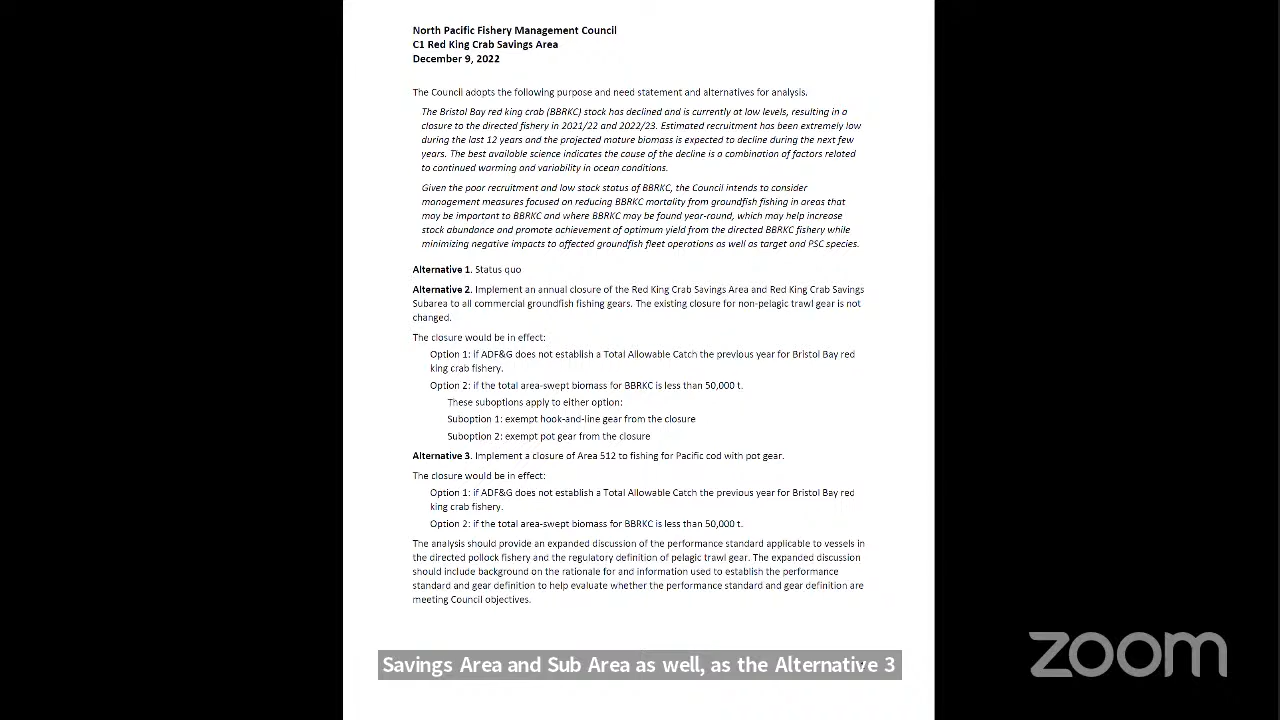 North Pacific Fishery Management Council
C1 Red King Crab Savings Area
December 9, 2022
The Council adopts the following purpose and need statement and alternatives for analysis.
The Bristol Bay red king crab (BBRKC) stock has declined and is currently at low levels, resulting in a
closure to the directed fishery in 2021/22 and 2022/23. Estimated recruitment has been extremely low
during the last 12 years and the projected mature biomass is expected to decline during the next few
years. The best available science indicates the cause of the decline is a combination of factors related
to continued warming and variability in ocean conditions.
Given the poor recruitment and low stock status of BBRKC, the Council intends to consider
management measures focused on reducing BBRKC mortality from groundfish fishing in areas that
may be important to BBRKC and where BBRKC may be found year-round, which may help increase
stock abundance and promote achievement of optimum yield from the directed BBRKC fishery while
minimizing negative impacts to affected groundfish fleet operations as well as target and PSC species.
Alternative 1. Status quo
Alternative 2. Implement an annual closure of the Red King Crab Savings Area and Red King Crab Savings
Subarea to all commercial groundfish fishing gears. The existing closure for non-pelagic trawl gear is not
changed.
The closure would be in effect:
Option 1: if ADF&G does not establish a Total Allowable Catch the previous year for Bristol Bay red
king crab fishery.
Option 2: if the total area-swept biomass for BBRKC is less than 50,000 t.
These suboptions apply to either option:
Suboption 1: exempt hook-and-line gear from the closure
Suboption 2: exempt pot gear from the closure
Alternative 3. Implement a closure of Area 512 to fishing for Pacific cod with pot gear.
The closure would be in effect:
Option 1: if ADF&G does not establish a Total Allowable Catch the previous year for Bristol Bay red
king crab fishery.
Option 2: if the total area-swept biomass for BBRKC is less than 50,000 t.
The analysis should provide an expanded discussion of the performance standard applicable to vessels in
the directed pollock fishery and the regulatory definition of pelagic trawl gear. The expanded discussion
should include background on the rationale for and information used to establish the performance
standard and gear definition to help evaluate whether the performance standard and gear definition are
meeting Council objectives.
Savings Area and Sub Area as well, as the Alternative 3
zoom